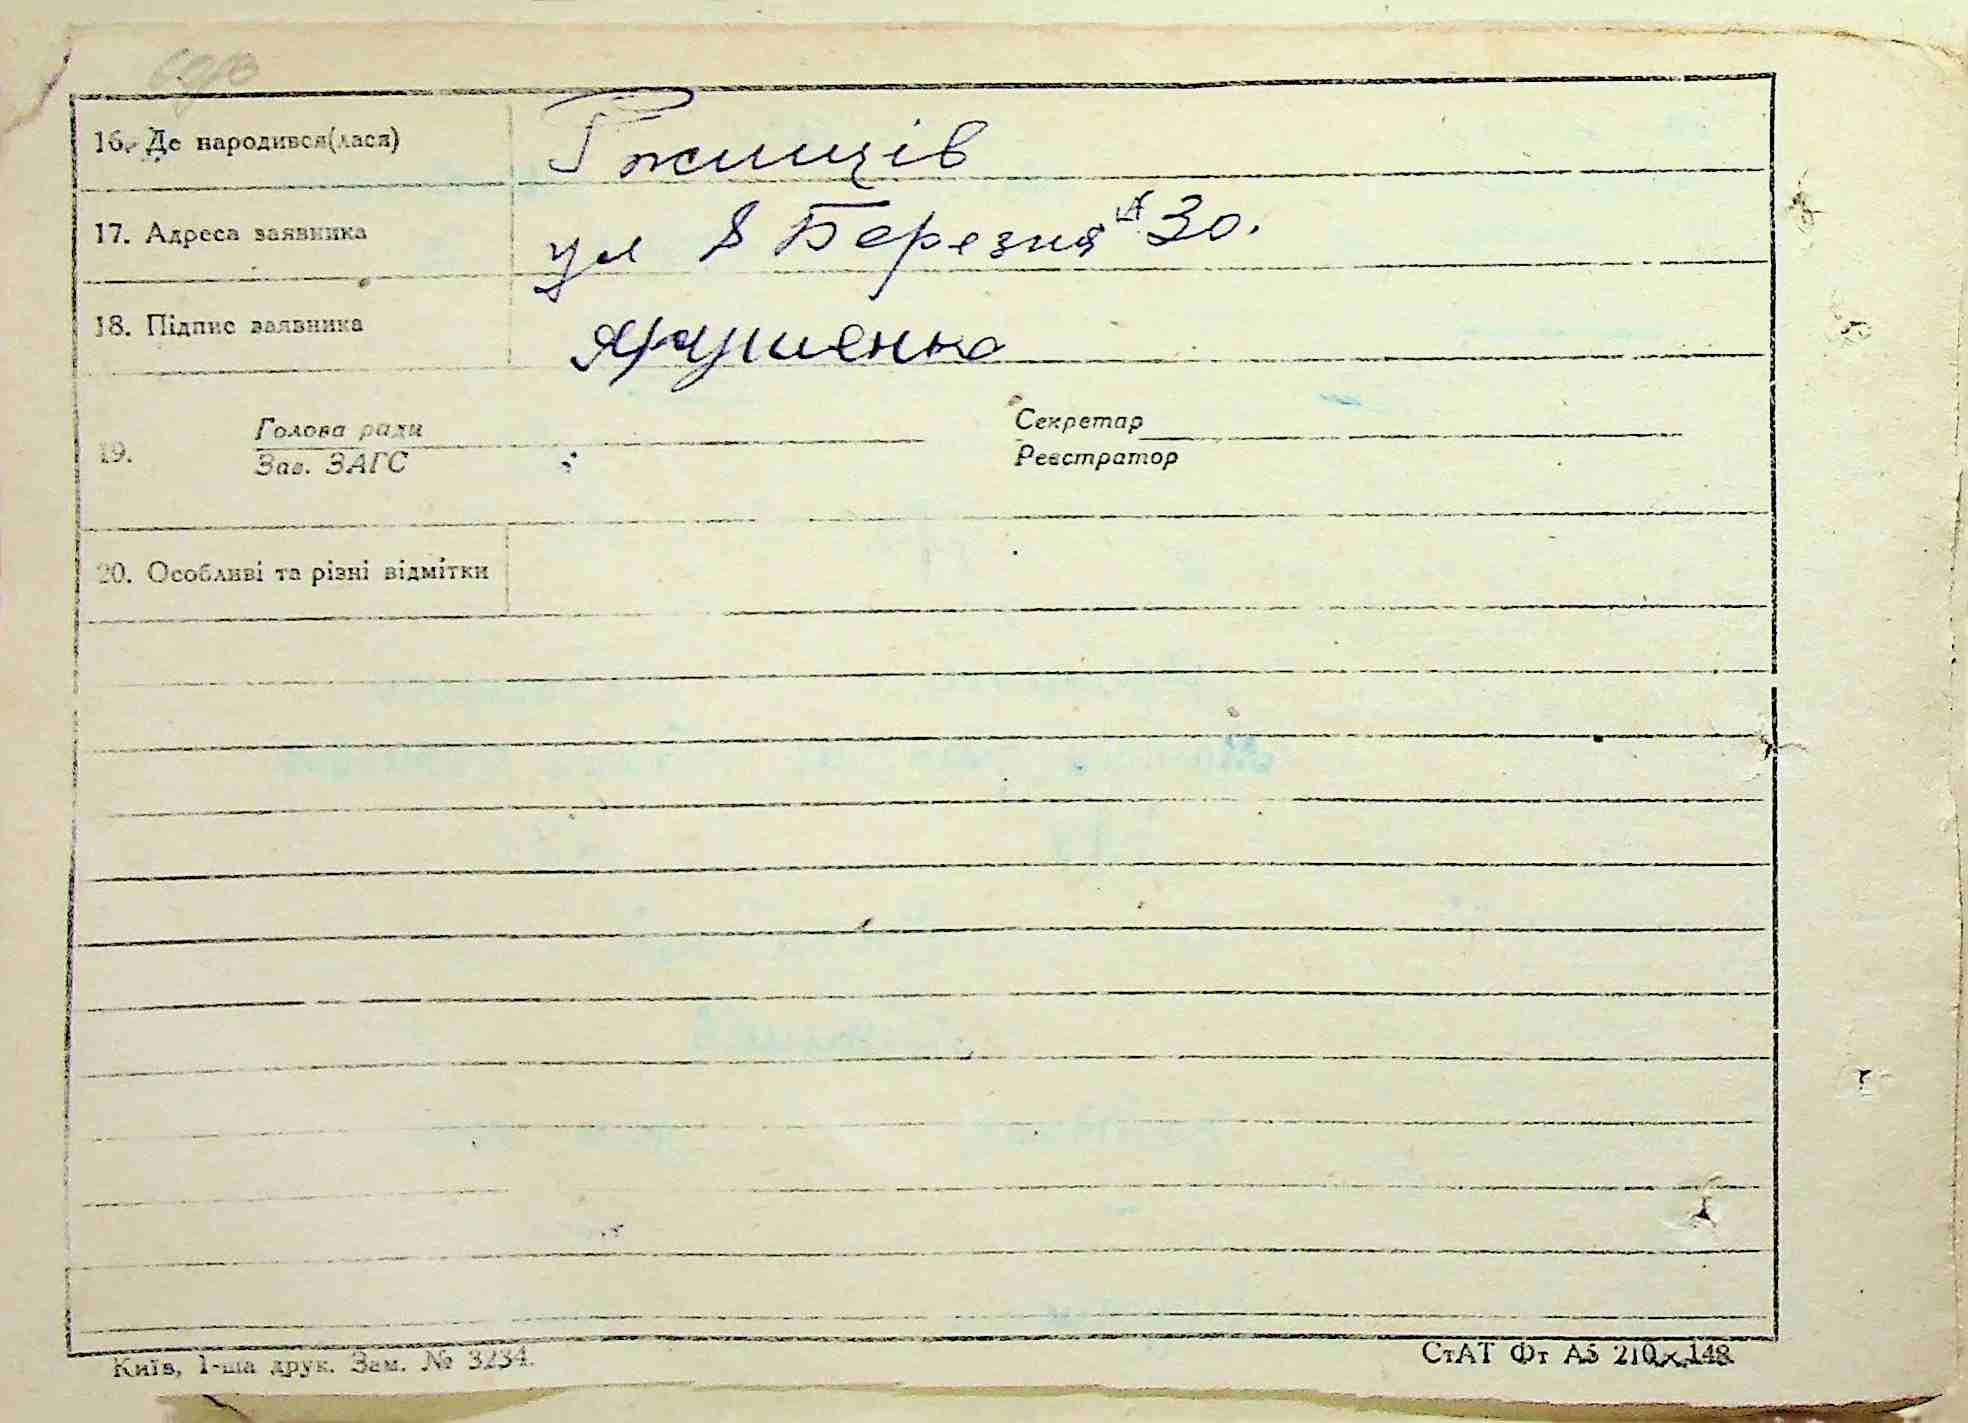 16. Де народився(лася) Ржищів
17. Адреса заявника ул 8 Березня № 30.
18. Підпис заявника
19. Голова ради Секретар
Зав. ЗАГС Реєстратор
20. Особливі та різні відмітки
Київ, 1-ша друк. Зам. № 3234. СтАТ Фт А5 210×148